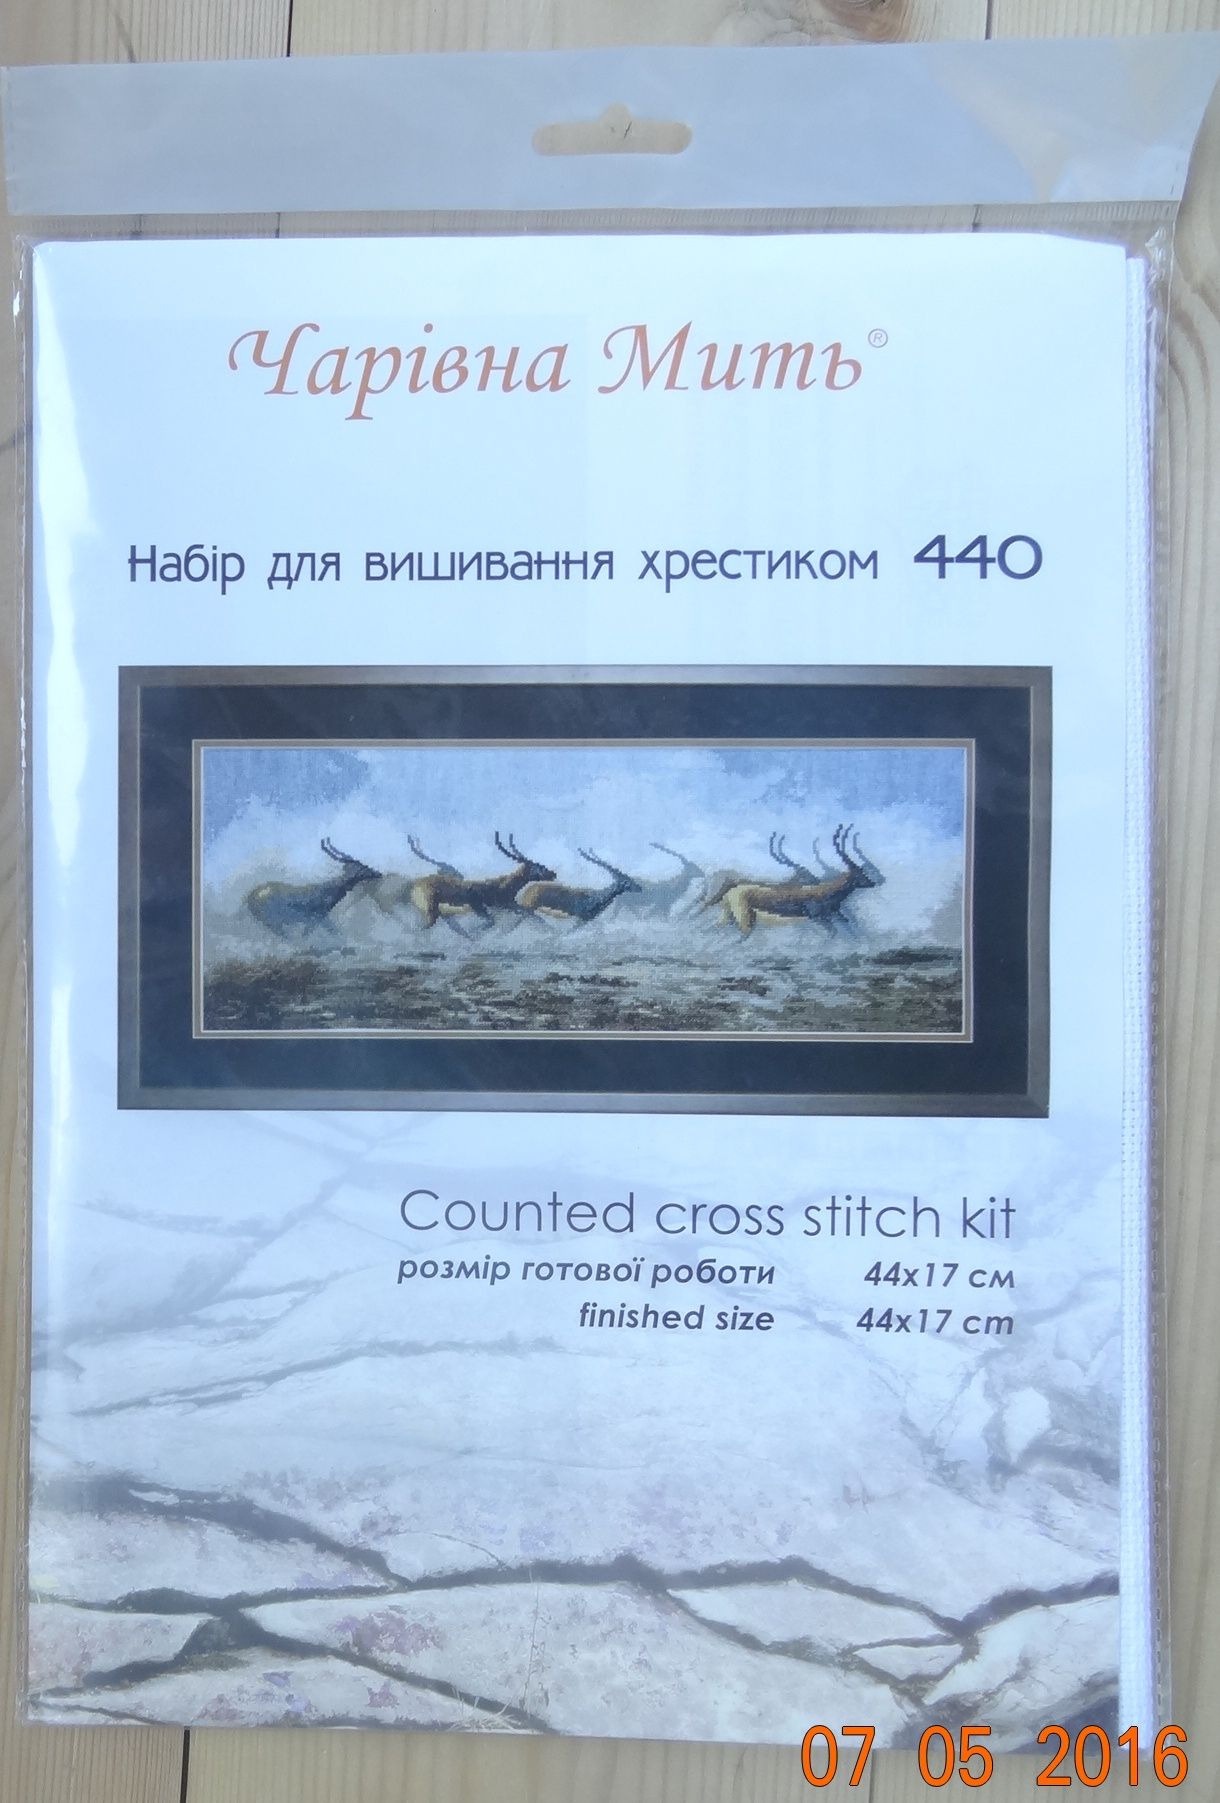 Чарівна Мить®
Набір для вишивання хрестиком 440
Counted cross stitch kit
розмір готової роботи 44x17 см
finished size 44x17 cm
07 05 2016